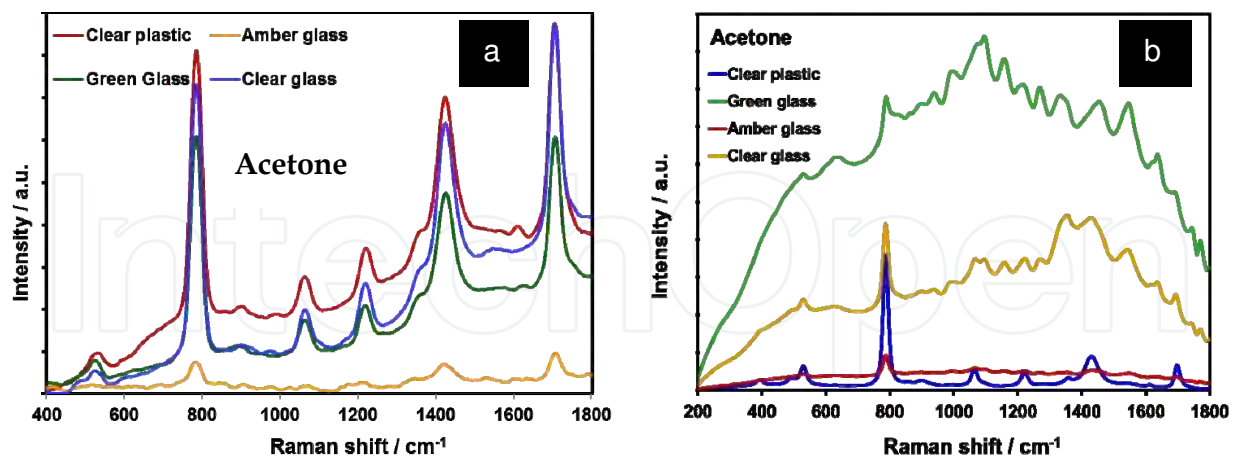 Clear plastic
Amber glass
Green Glass
Clear glass
a
Acetone
Intensity / a.u.
400 600 800 1000 1200 1400 1600 1800
Raman shift / cm-1
b
Acetone
Clear plastic
Green glass
Amber glass
Clear glass
Intensity / a.u.
200 400 600 800 1000 1200 1400 1600 1800
Raman shift / cm-1
IntechOpen